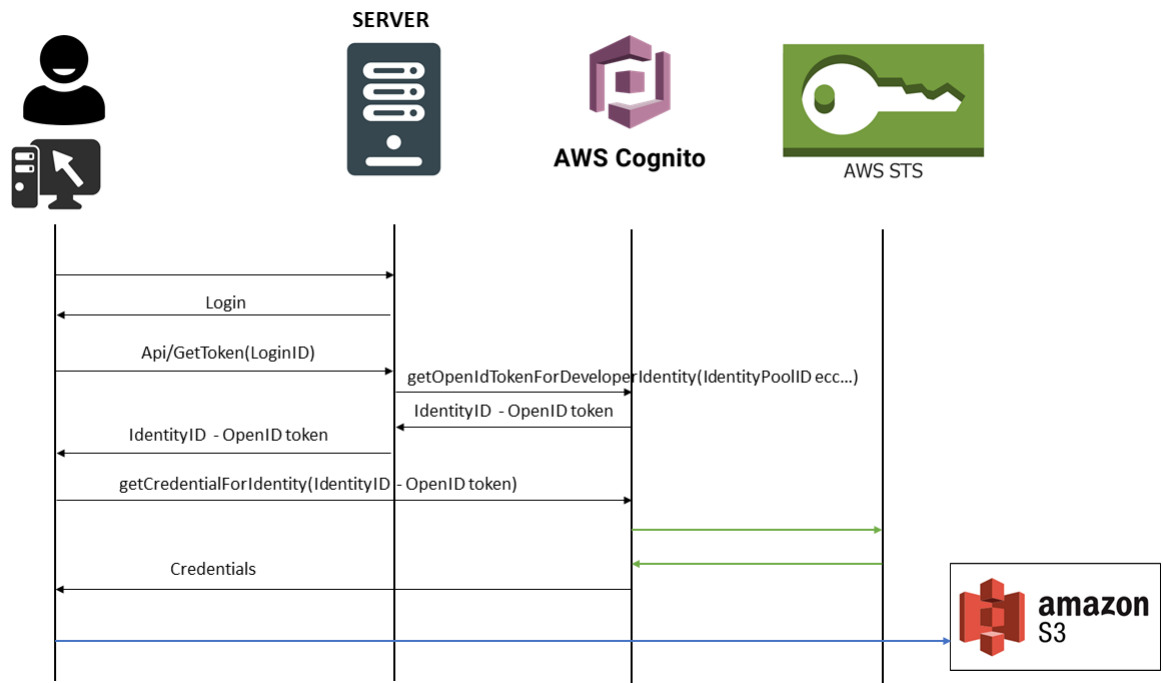 SERVER
AWS Cognito
AWS STS
Login
Api/GetToken(LoginID)
getOpenIdTokenForDeveloperIdentity(IdentityPoolID ecc...)
IdentityID - OpenID token
IdentityID - OpenID token
getCredentialForIdentity(IdentityID - OpenID token)
Credentials
amazon
S3